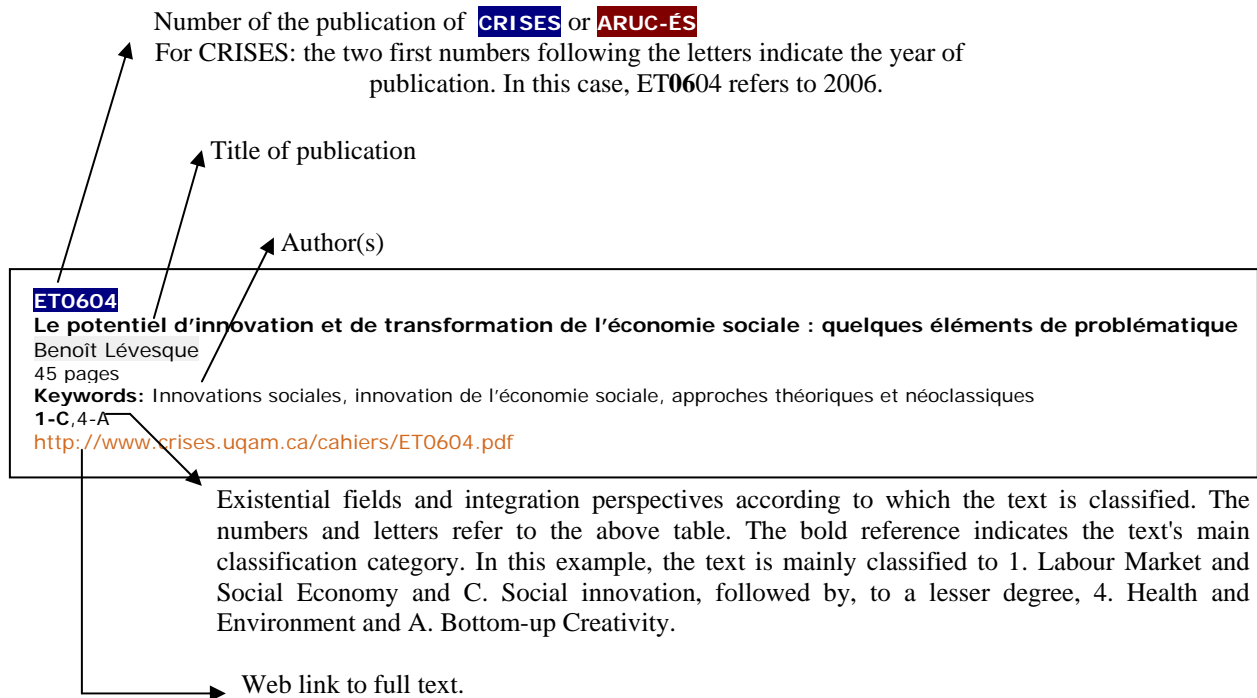 Number of the publication of CRISES or ARUC-ÉS
For CRISES: the two first numbers following the letters indicate the year of
publication. In this case, ET0604 refers to 2006.
Title of publication
Author(s)
ET0604
Le potentiel d’innovation et de transformation de l’économie sociale : quelques éléments de problématique
Benoît Lévesque
45 pages
Keywords: Innovations sociales, innovation de l’économie sociale, approches théoriques et néoclassiques
1-C,4-A
http://www.crises.uqam.ca/cahiers/ET0604.pdf
Existential fields and integration perspectives according to which the text is classified. The
numbers and letters refer to the above table. The bold reference indicates the text's main
classification category. In this example, the text is mainly classified to 1. Labour Market and
Social Economy and C. Social innovation, followed by, to a lesser degree, 4. Health and
Environment and A. Bottom-up Creativity.
Web link to full text.